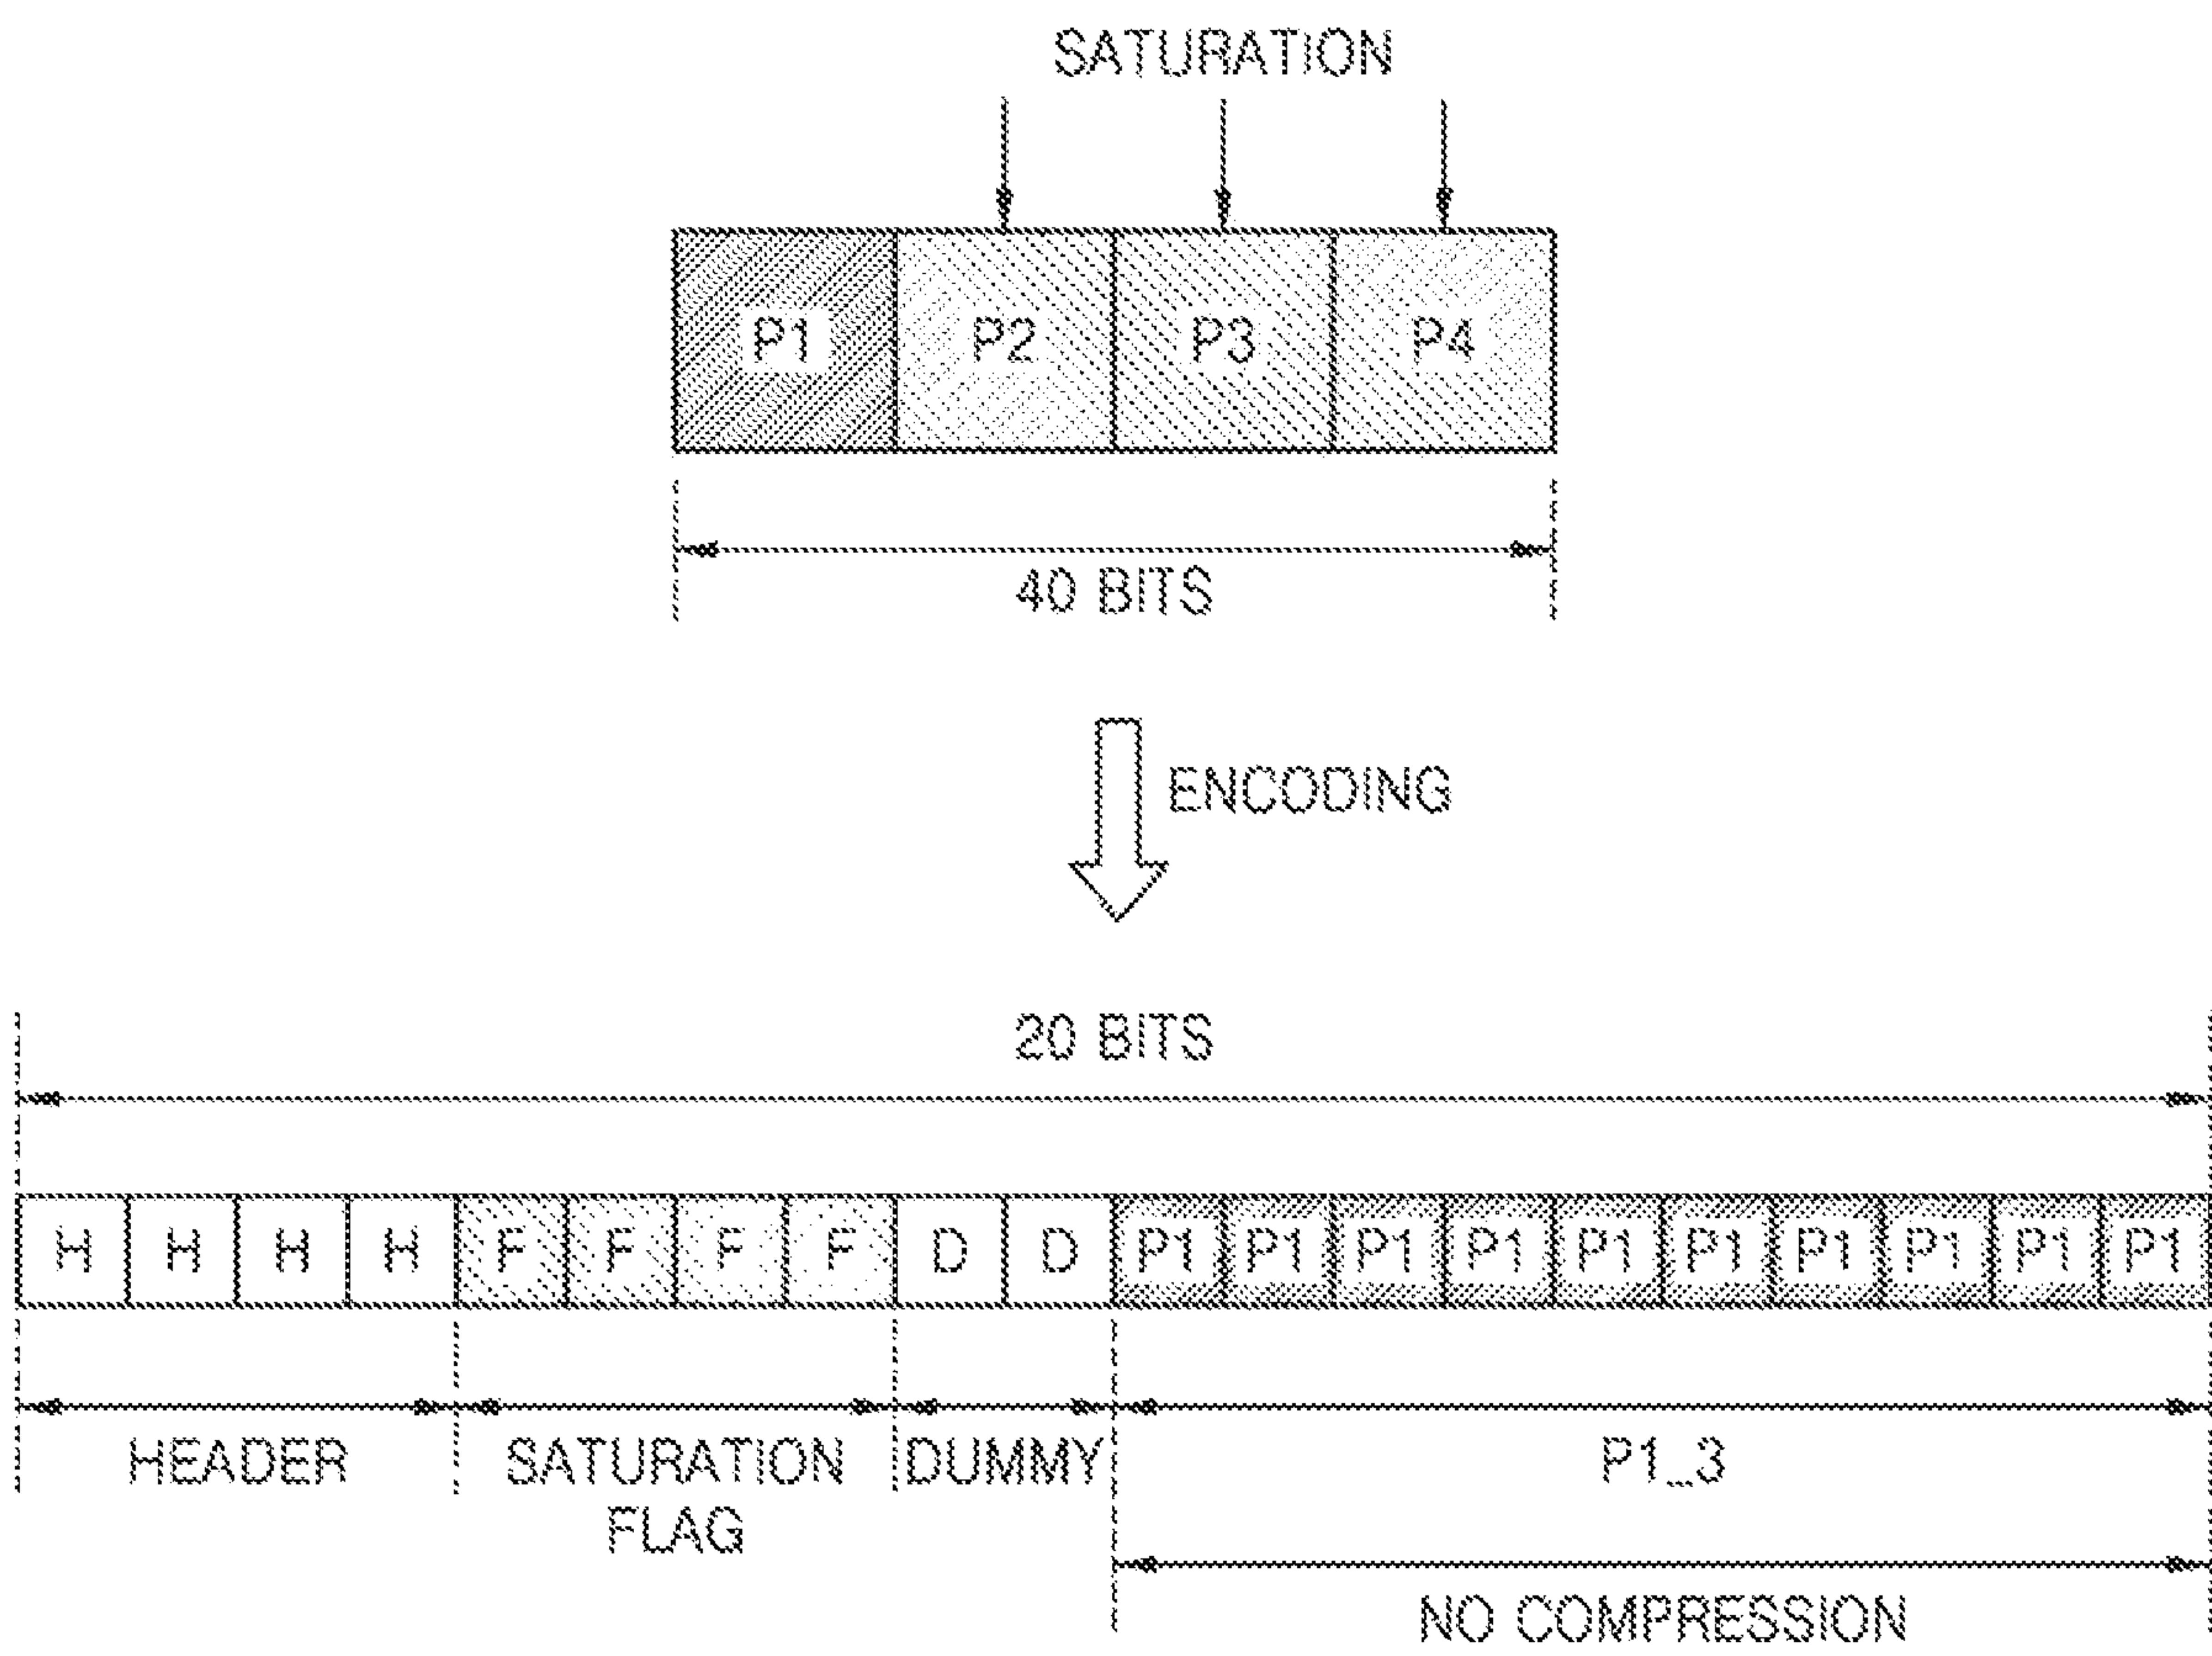 SATURATION
P1 P2 P3 P4
40 BITS
ENCODING
20 BITS
H H H H F F F F D D P1 P1 P1 P1 P1 P1 P1 P1 P1 P1
HEADER SATURATION FLAG DUMMY P1_3
NO COMPRESSION